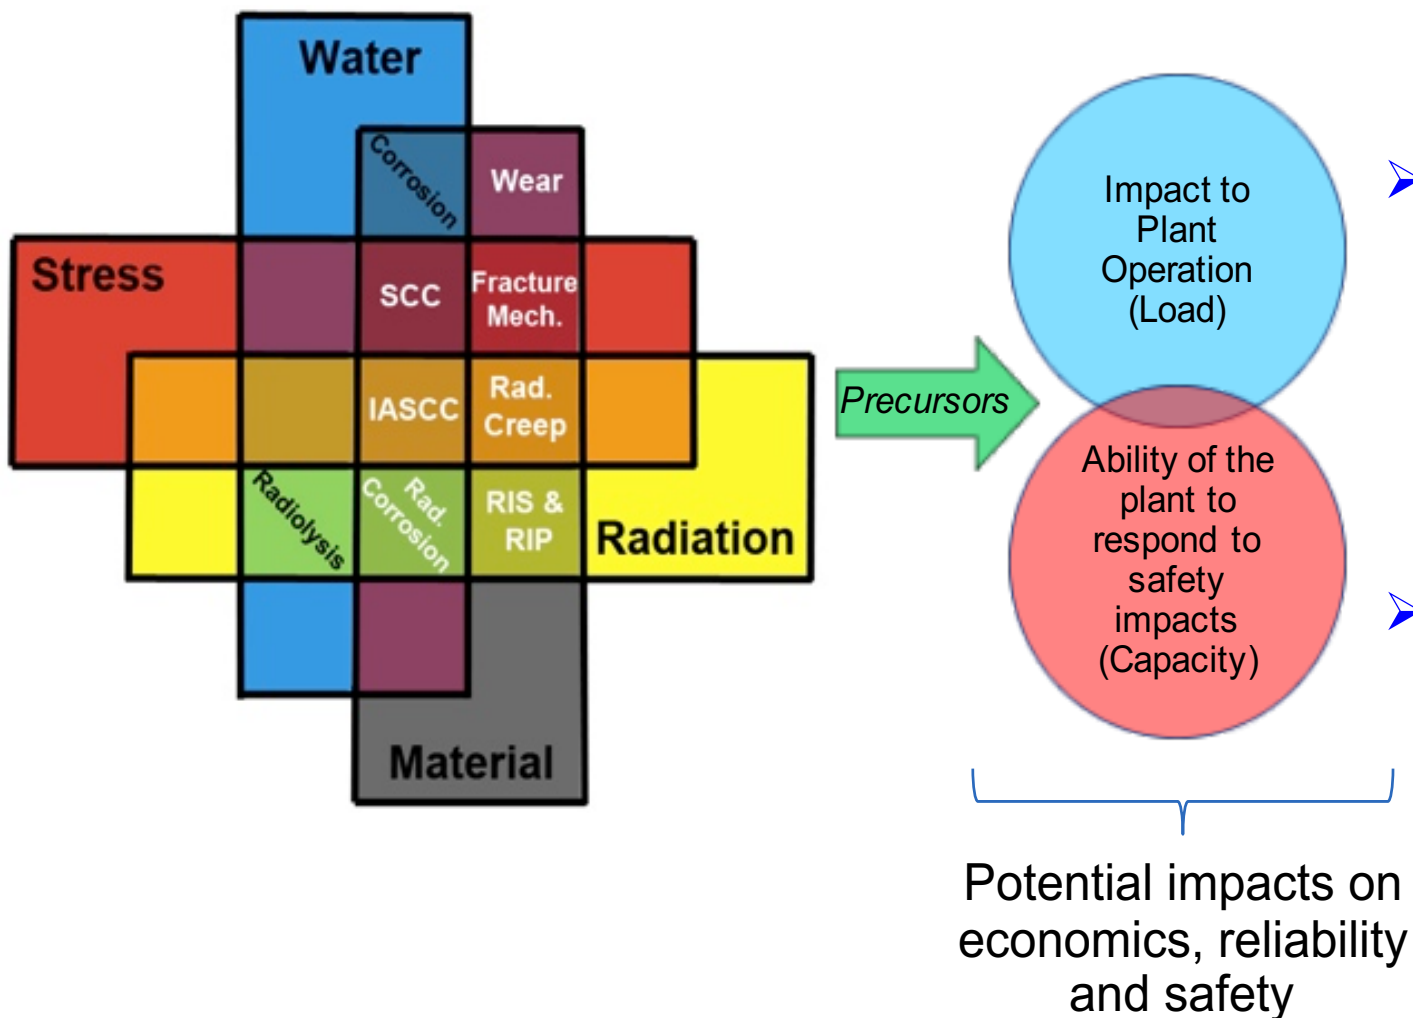 Water
Corrosion
Wear
Stress
SCC
Fracture
Mech.
IASCC
Rad.
Creep
Radiolysis
Rad.
Corrosion
RIS &
RIP
Radiation
Material
Precursors
Impact to
Plant
Operation
(Load)
Ability of the
plant to
respond to
safety
impacts
(Capacity)
Potential impacts on
economics, reliability
and safety